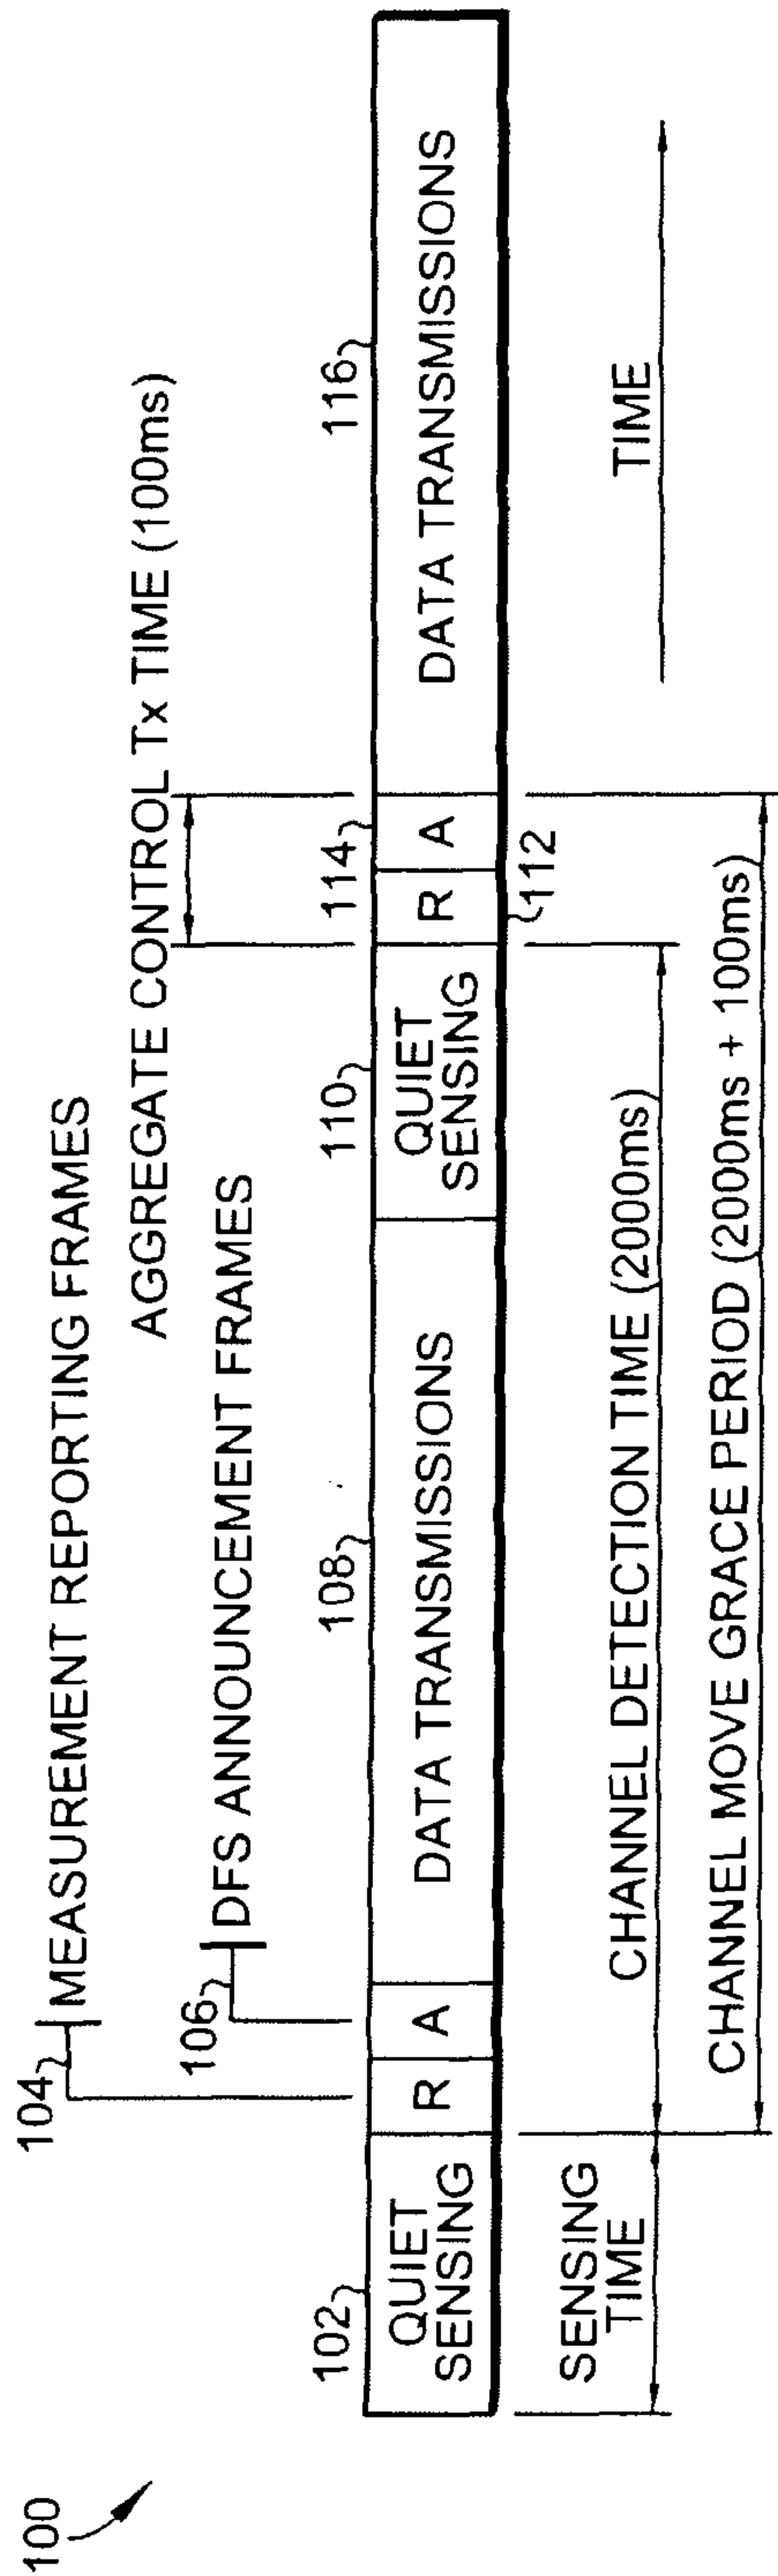 100
104
MEASUREMENT REPORTING FRAMES
AGGREGATE CONTROL Tx TIME (100ms)
106
DFS ANNOUNCEMENT FRAMES
102
108
110
114
116
QUIET
SENSING
R
A
DATA TRANSMISSIONS
QUIET
SENSING
R
A
DATA TRANSMISSIONS
112
SENSING
TIME
CHANNEL DETECTION TIME (2000ms)
TIME
CHANNEL MOVE GRACE PERIOD (2000ms + 100ms)